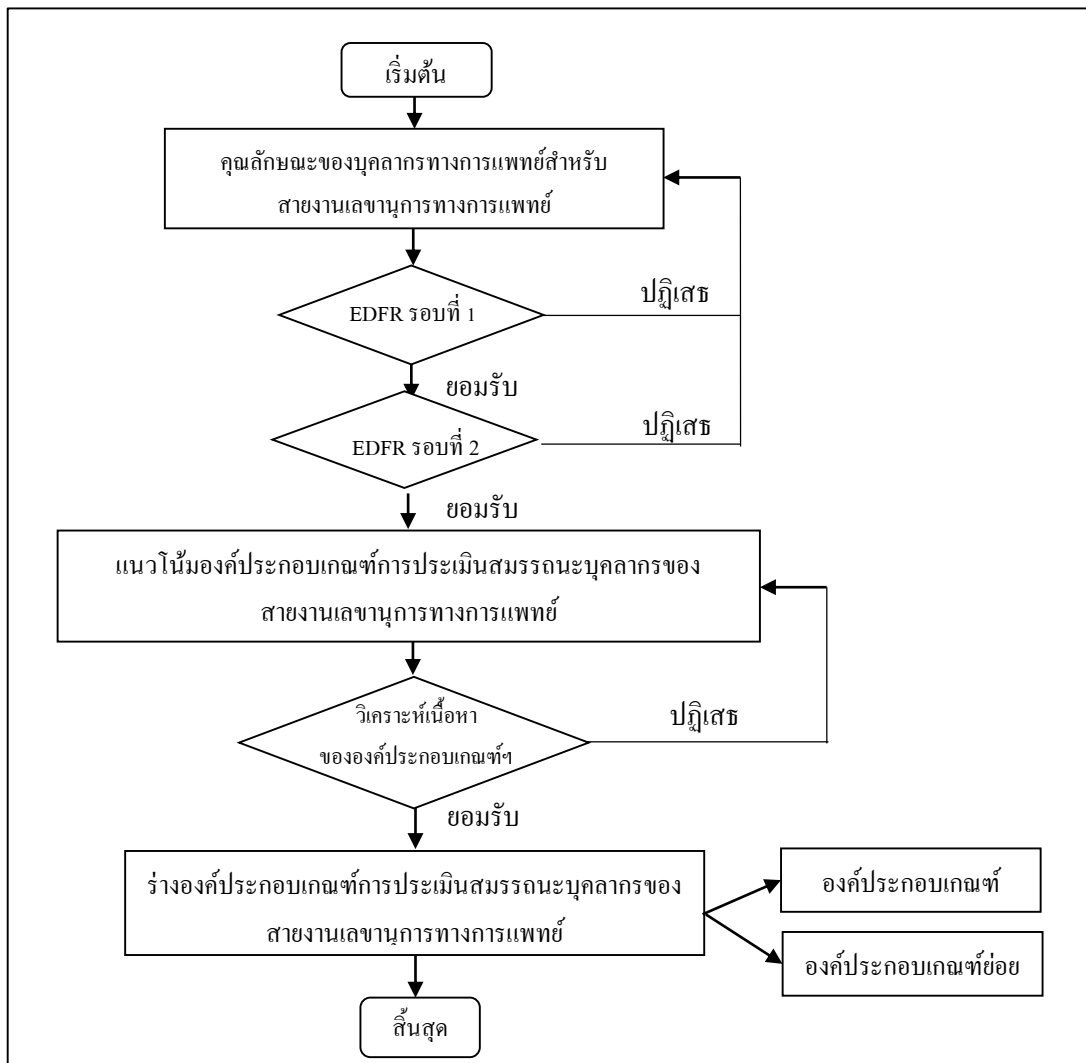 เริ่มต้น
คุณลักษณะของบุคลากรทางการแพทย์สำหรับ
สายงานเลขานุการทางการแพทย์
EDFR รอบที่ 1
ปฏิเสธ
ยอมรับ
EDFR รอบที่ 2
ปฏิเสธ
ยอมรับ
แนวโน้มองค์ประกอบเกณฑ์การประเมินสมรรถนะบุคลากรของ
สายงานเลขานุการทางการแพทย์
วิเคราะห์เนื้อหา
ขององค์ประกอบเกณฑ์ฯ
ปฏิเสธ
ยอมรับ
ร่างองค์ประกอบเกณฑ์การประเมินสมรรถนะบุคลากรของ
สายงานเลขานุการทางการแพทย์
องค์ประกอบเกณฑ์
องค์ประกอบเกณฑ์ย่อย
สิ้นสุด